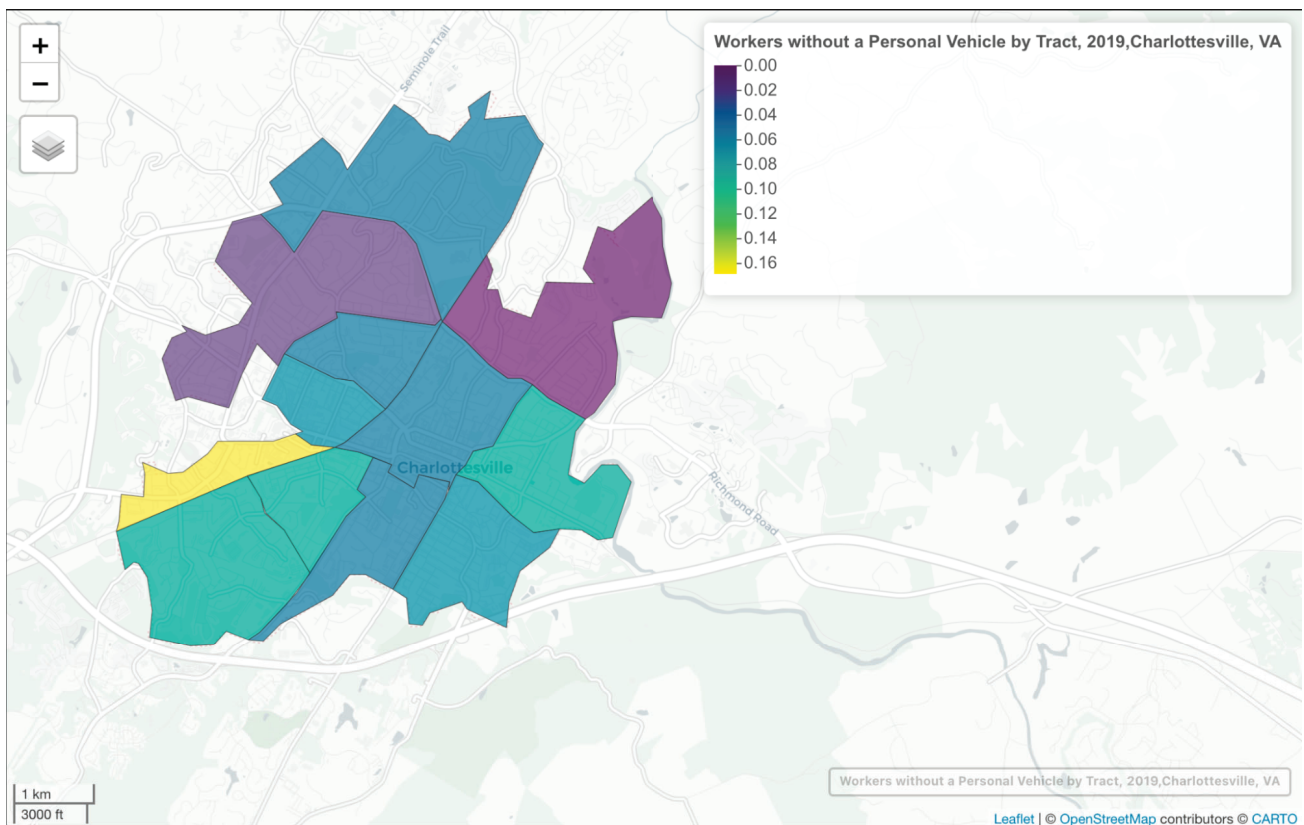 +
−
Seminole Trail
Workers without a Personal Vehicle by Tract, 2019,Charlottesville, VA
0.00
0.02
0.04
0.06
0.08
0.10
0.12
0.14
0.16
Charlottesville
Richmond Road
1 km
3000 ft
Workers without a Personal Vehicle by Tract, 2019,Charlottesville, VA
Leaflet | © OpenStreetMap contributors © CARTO